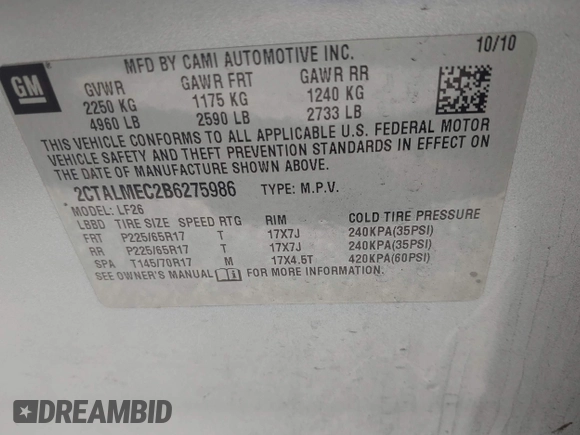 GM
MFD BY CAMI AUTOMOTIVE INC. 10/10
GVWR GAWR FRT GAWR RR
2250 KG 1175 KG 1240 KG
4960 LB 2590 LB 2733 LB
THIS VEHICLE CONFORMS TO ALL APPLICABLE U.S. FEDERAL MOTOR
VEHICLE SAFETY AND THEFT PREVENTION STANDARDS IN EFFECT ON
THE DATE OF MANUFACTURE SHOWN ABOVE.
2CTALMEC2B6275986 TYPE: M.P.V.
MODEL: LF26
LBBD TIRE SIZE SPEED RTG RIM COLD TIRE PRESSURE
FRT P225/65R17 T 17X7J 240KPA(35PSI)
RR P225/65R17 T 17X7J 240KPA(35PSI)
SPA T145/70R17 M 17X4.5T 420KPA(60PSI)
SEE OWNER'S MANUAL FOR ADDITIONAL INFORMATION.
DREAMBID